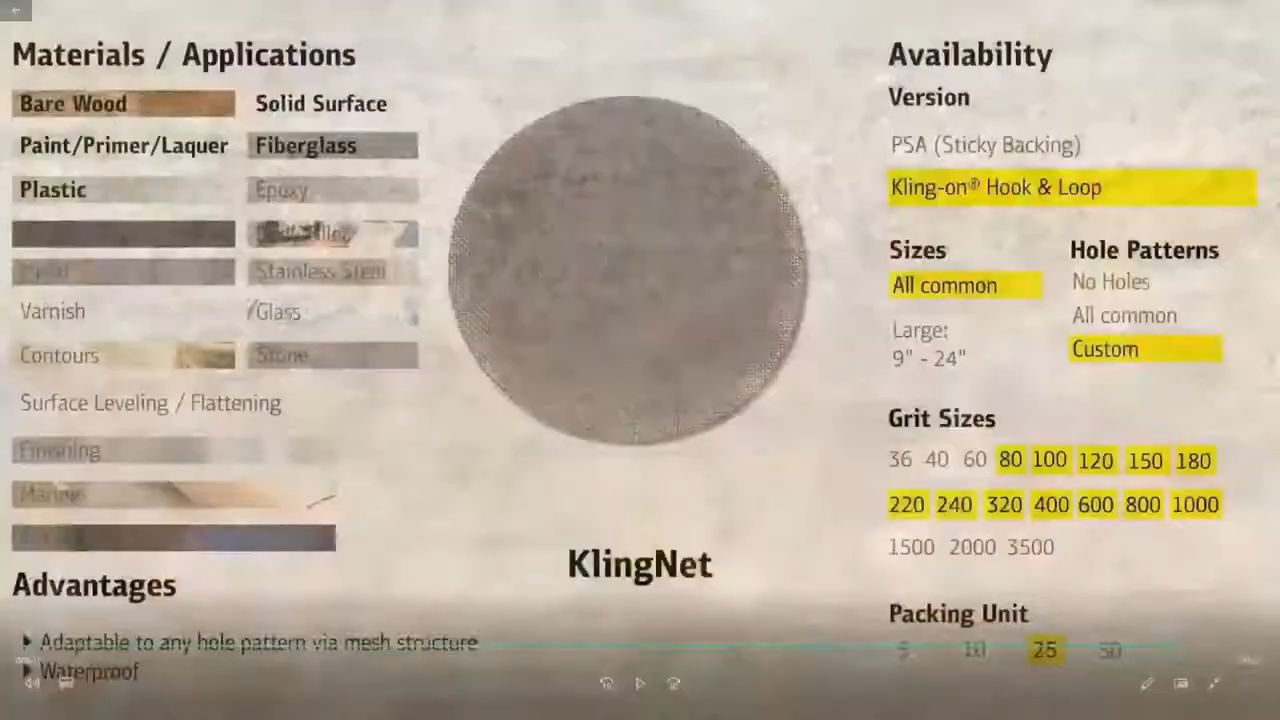 Materials / Applications
Bare Wood
Solid Surface
Paint/Primer/Laquer
Fiberglass
Plastic
Epoxy
Stainless Steel
Varnish
Glass
Contours
Stone
Surface Leveling / Flattening
Finishing
Marine
Advantages
▸ Adaptable to any hole pattern via mesh structure
▸ Waterproof
KlingNet
Availability
Version
PSA (Sticky Backing)
Kling-on® Hook & Loop
Sizes
All common
Large:
9" - 24"
Hole Patterns
No Holes
All common
Custom
Grit Sizes
36 40 60 80 100 120 150 180
220 240 320 400 600 800 1000
1500 2000 3500
Packing Unit
5 10 25 50